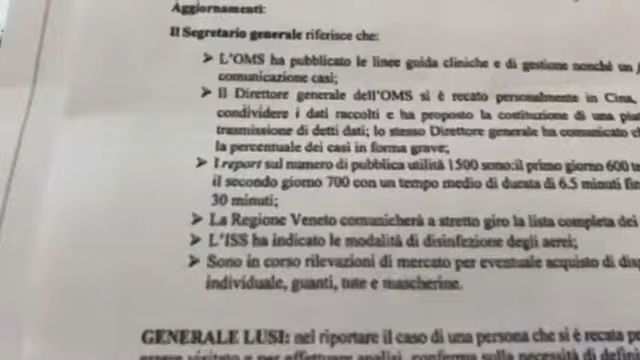 Aggiornamenti:
Il Segretario generale riferisce che:
➤ L'OMS ha pubblicato le linee guida cliniche e di gestione nonché un
comunicazione casi;
➤ Il Direttore generale dell'OMS si è recato personalmente in Cina,
condividere i dati raccolti e ha proposto la costituzione di una
trasmissione di detti dati; lo stesso Direttore generale ha comunicato
la percentuale dei casi in forma grave;
➤ I report sul numero di pubblica utilità 1500 sono:il primo giorno 600
il secondo giorno 700 con un tempo medio di durata di 6.5 minuti
30 minuti;
➤ La Regione Veneto comunicherà a stretto giro la lista completa dei
➤ L'ISS ha indicato le modalità di disinfezione degli aerei;
➤ Sono in corso rilevazioni di mercato per eventuale acquisto di
individuale, guanti, tute e mascherine.
GENERALE LUSI: nel riportare il caso di una persona che si è recata